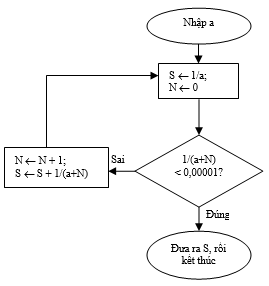 Nhập a
S ← 1/a;
N ← 0
1/(a+N)
< 0,00001?
Sai
N ← N + 1;
S ← S + 1/(a+N)
Đúng
Đưa ra S, rồi
kết thúc